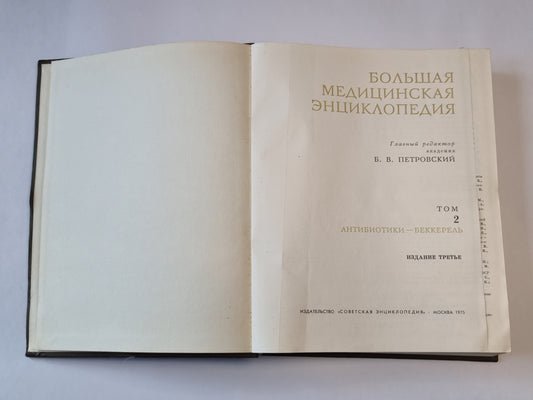 БОЛЬШАЯ
МЕДИЦИНСКАЯ
ЭНЦИКЛОПЕДИЯ
Главный редактор
академик
Б. В. ПЕТРОВСКИЙ
ТОМ
2
АНТИБИОТИКИ — БЕККЕРЕЛЬ
ИЗДАНИЕ ТРЕТЬЕ
ИЗДАТЕЛЬСТВО «СОВЕТСКАЯ ЭНЦИКЛОПЕДИЯ» · МОСКВА 1975